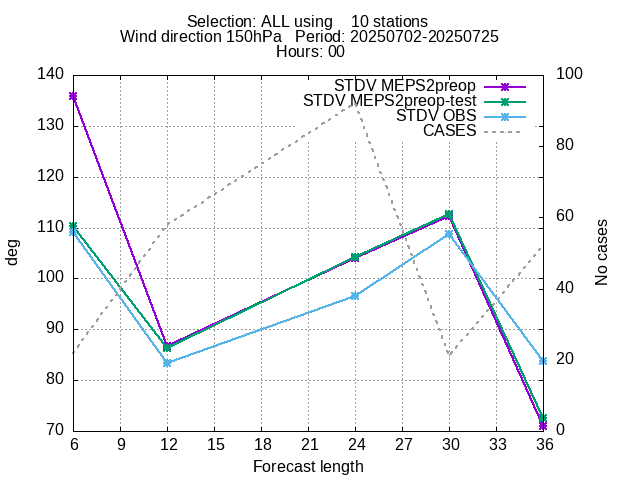 Selection: ALL using    10 stations
Wind direction 150hPa   Period: 20250702-20250725
Hours: 00
STDV MEPS2preop
STDV MEPS2preop-test
STDV OBS
CASES
140
130
120
110
100
90
80
70
100
80
60
40
20
0
deg
No cases
6 9 12 15 18 21 24 27 30 33 36
Forecast length